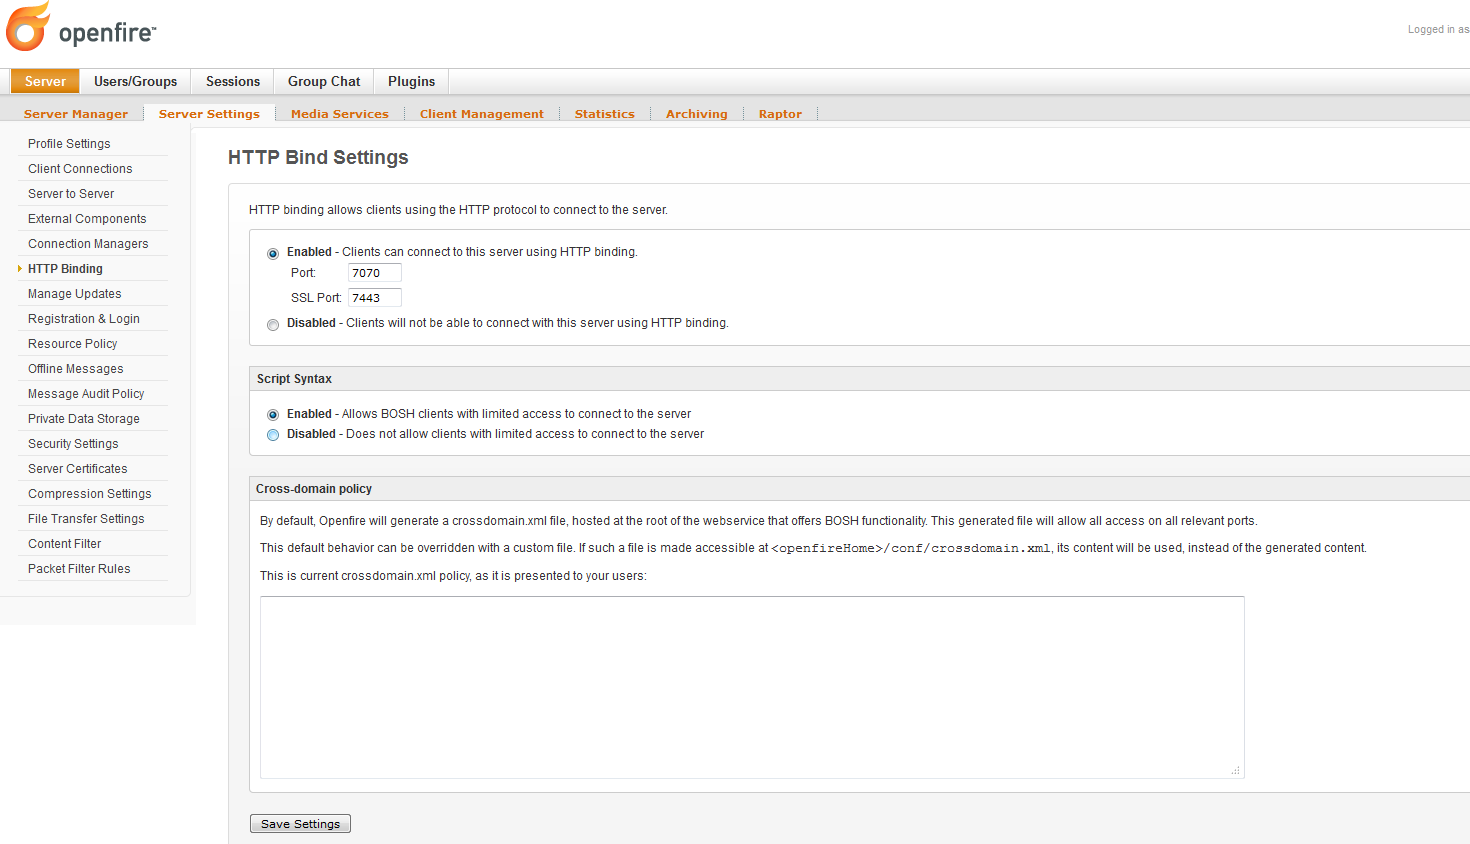 openfire™
Logged in as
Server Users/Groups Sessions Group Chat Plugins
Server Manager Server Settings Media Services Client Management Statistics Archiving Raptor
Profile Settings
Client Connections
Server to Server
External Components
Connection Managers
HTTP Binding
Manage Updates
Registration & Login
Resource Policy
Offline Messages
Message Audit Policy
Private Data Storage
Security Settings
Server Certificates
Compression Settings
File Transfer Settings
Content Filter
Packet Filter Rules
HTTP Bind Settings
HTTP binding allows clients using the HTTP protocol to connect to the server.
Enabled - Clients can connect to this server using HTTP binding.
Port: 7070
SSL Port: 7443
Disabled - Clients will not be able to connect with this server using HTTP binding.
Script Syntax
Enabled - Allows BOSH clients with limited access to connect to the server
Disabled - Does not allow clients with limited access to connect to the server
Cross-domain policy
By default, Openfire will generate a crossdomain.xml file, hosted at the root of the webservice that offers BOSH functionality. This generated file will allow all access on all relevant ports.
This default behavior can be overridden with a custom file. If such a file is made accessible at <openfireHome>/conf/crossdomain.xml, its content will be used, instead of the generated content.
This is current crossdomain.xml policy, as it is presented to your users:
Save Settings